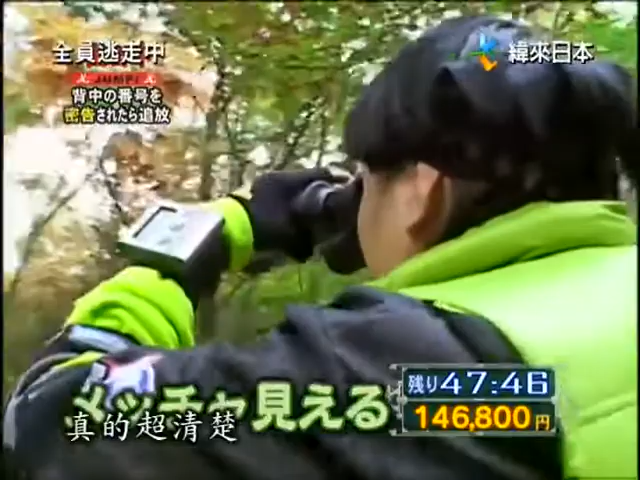 全員逃走中
緯來日本
JUMP!
背中の番号を
密告されたら追放
メッチャ見える
真的超清楚
残り47:46
146,800円